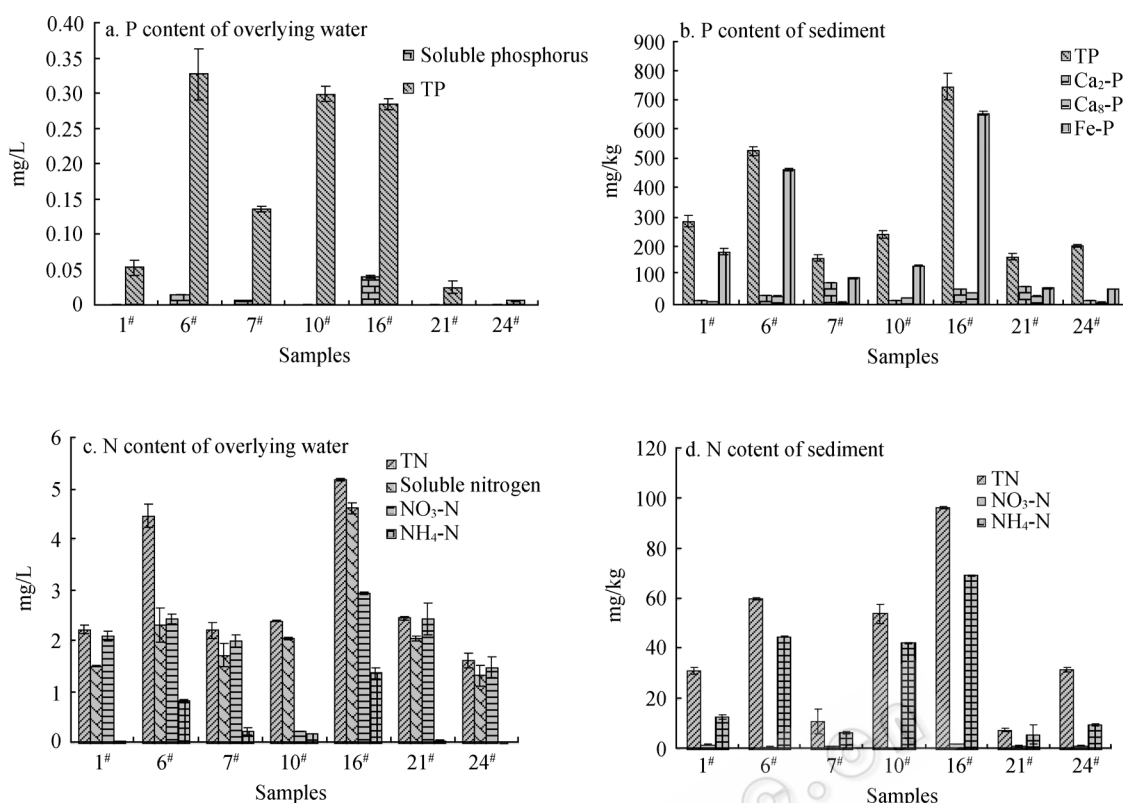 a. P content of overlying water
Soluble phosphorus
TP
mg/L
0.40
0.35
0.30
0.25
0.20
0.15
0.10
0.05
0
1# 6# 7# 10# 16# 21# 24#
Samples
b. P content of sediment
TP
Ca2-P
Ca8-P
Fe-P
mg/kg
900
800
700
600
500
400
300
200
100
0
1# 6# 7# 10# 16# 21# 24#
Samples
c. N content of overlying water
TN
Soluble nitrogen
NO3-N
NH4-N
mg/L
6
5
4
3
2
1
0
1# 6# 7# 10# 16# 21# 24#
Samples
d. N cotent of sediment
TN
NO3-N
NH4-N
mg/kg
120
100
80
60
40
20
0
1# 6# 7# 10# 16# 21# 24#
Samples